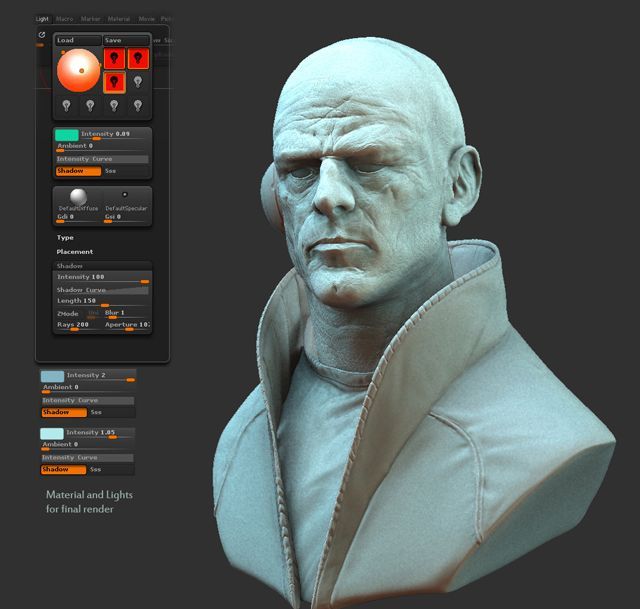 Light Macro Marker Material Movie
Load Save
Intensity 0.09
Ambient 0
Intensity Curve
Shadow Sss
DefaultDiffuse DefaultSpecular
Gdi 0 Gsi 0
Type
Placement
Shadow
Intensity 100
Shadow Curve
Length 150
ZMode Uni Blur 1
Rays 200 Aperture
Intensity 2
Ambient 0
Intensity Curve
Shadow Sss
Intensity 1.05
Ambient 0
Intensity Curve
Shadow Sss
Material and Lights
for final render